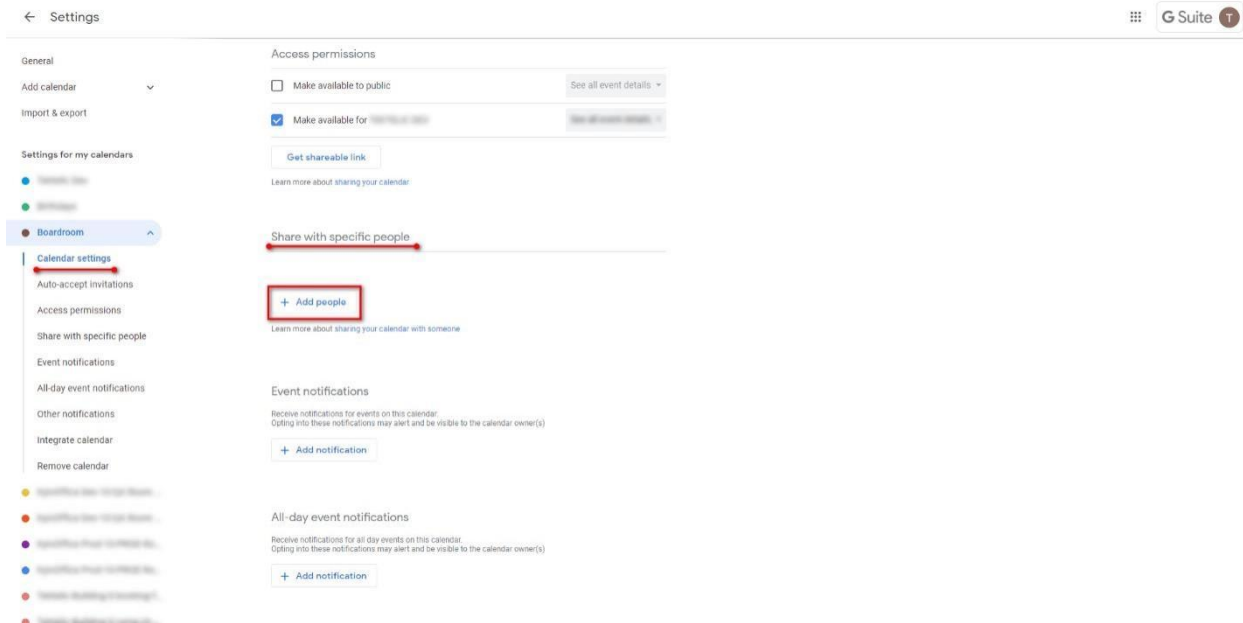 Settings
G Suite T
General
Add calendar
Import & export
Settings for my calendars
Boardroom
Calendar settings
Auto-accept invitations
Access permissions
Share with specific people
Event notifications
All-day event notifications
Other notifications
Integrate calendar
Remove calendar
Access permissions
Make available to public See all event details
Make available for
Get shareable link
Learn more about sharing your calendar
Share with specific people
+ Add people
Learn more about sharing your calendar with someone
Event notifications
Receive notifications for events on this calendar.
Opting into these notifications may alert and be visible to the calendar owner(s)
+ Add notification
All-day event notifications
Receive notifications for all day events on this calendar.
Opting into these notifications may alert and be visible to the calendar owner(s)
+ Add notification